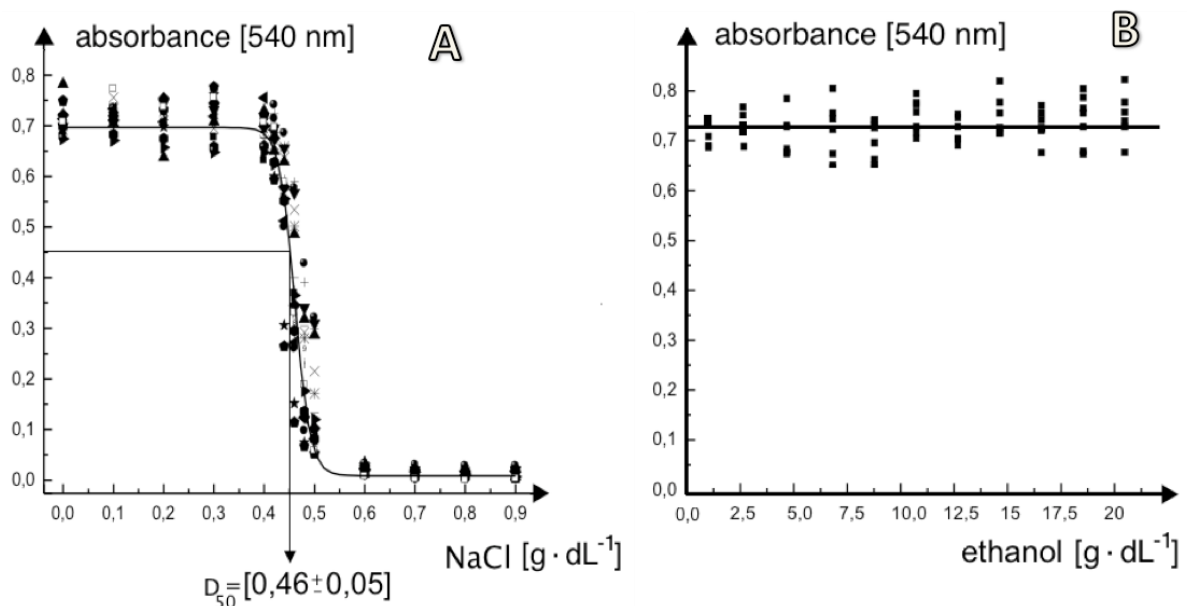 absorbance [540 nm]
A
0,8
0,7
0,6
0,5
0,4
0,3
0,2
0,1
0,0
0,0 0,1 0,2 0,3 0,4 0,5 0,6 0,7 0,8 0,9
NaCl [g · dL⁻¹]
D₅₀=[0,46±0,05]
absorbance [540 nm]
B
0,8
0,7
0,6
0,5
0,4
0,3
0,2
0,1
0,0
0,0 2,5 5,0 7,5 10,0 12,5 15,0 17,5 20
ethanol [g · dL⁻¹]